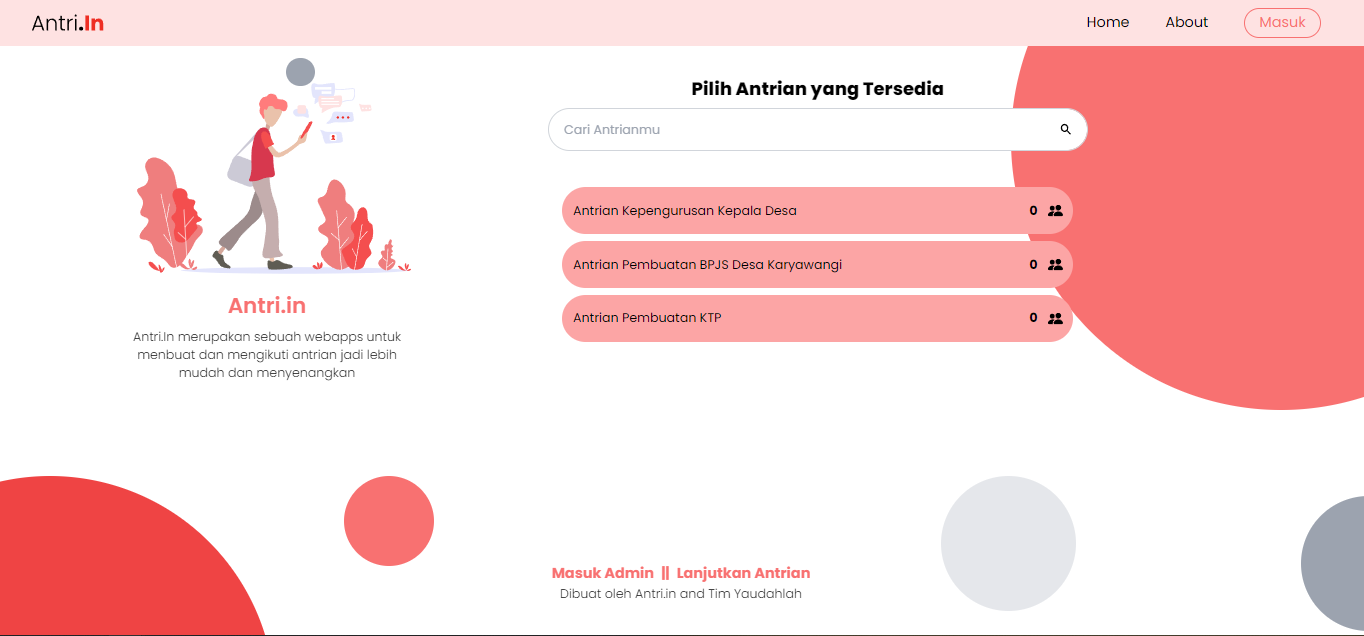 Antri.In
Home
About
Masuk
Pilih Antrian yang Tersedia
Cari Antrianmu
Antrian Kepengurusan Kepala Desa 0
Antrian Pembuatan BPJS Desa Karyawangi 0
Antrian Pembuatan KTP 0
Antri.in
Antri.In merupakan sebuah webapps untuk
menbuat dan mengikuti antrian jadi lebih
mudah dan menyenangkan
Masuk Admin || Lanjutkan Antrian
Dibuat oleh Antri.in and Tim Yaudahlah